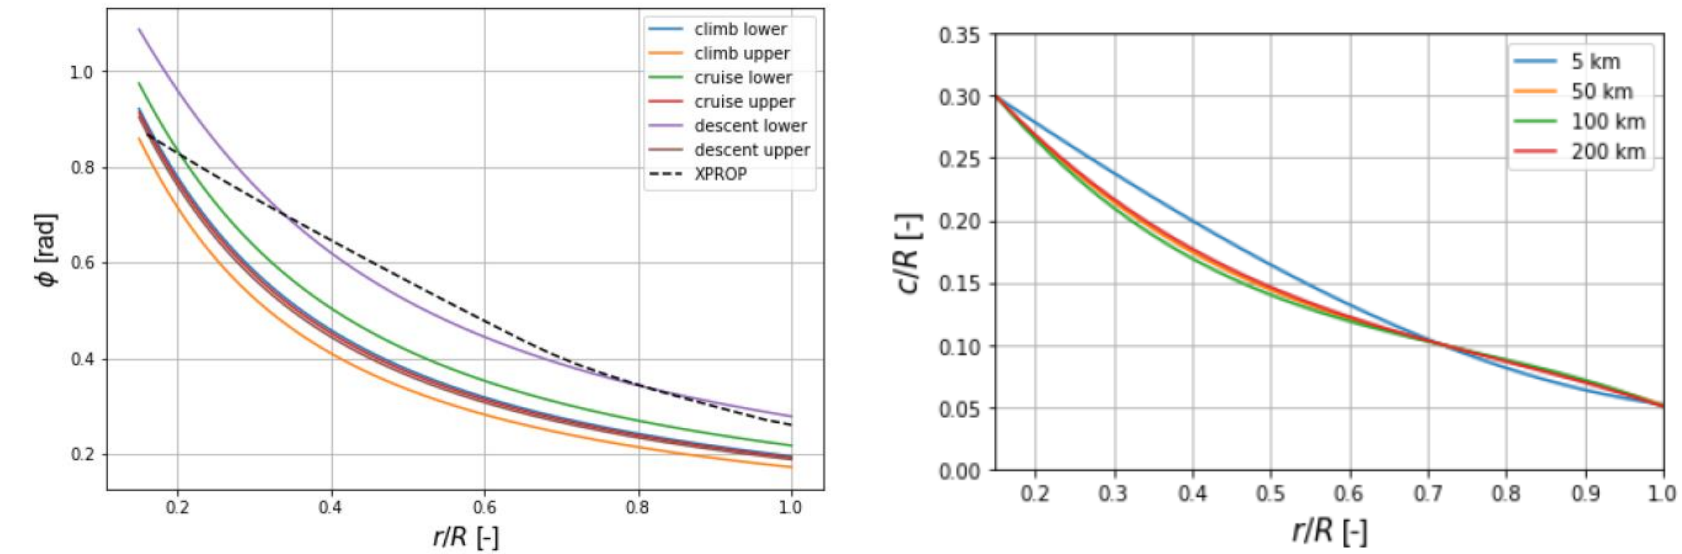 climb lower
climb upper
cruise lower
cruise upper
descent lower
descent upper
XPROP
1.0
0.8
0.6
0.4
0.2
ϕ [rad]
0.2
0.4
0.6
0.8
1.0
r/R [-]
5 km
50 km
100 km
200 km
0.35
0.30
0.25
0.20
0.15
0.10
0.05
0.00
c/R [-]
0.2
0.3
0.4
0.5
0.6
0.7
0.8
0.9
1.0
r/R [-]